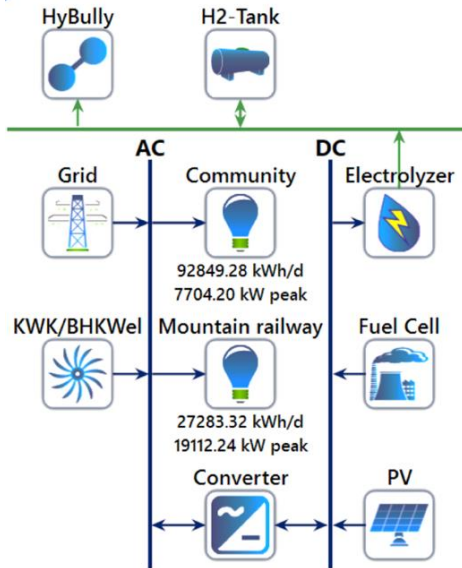 HyBully
H2-Tank
AC
DC
Grid
Community
Electrolyzer
92849.28 kWh/d
7704.20 kW peak
KWK/BHKWel
Mountain railway
Fuel Cell
27283.32 kWh/d
19112.24 kW peak
Converter
PV